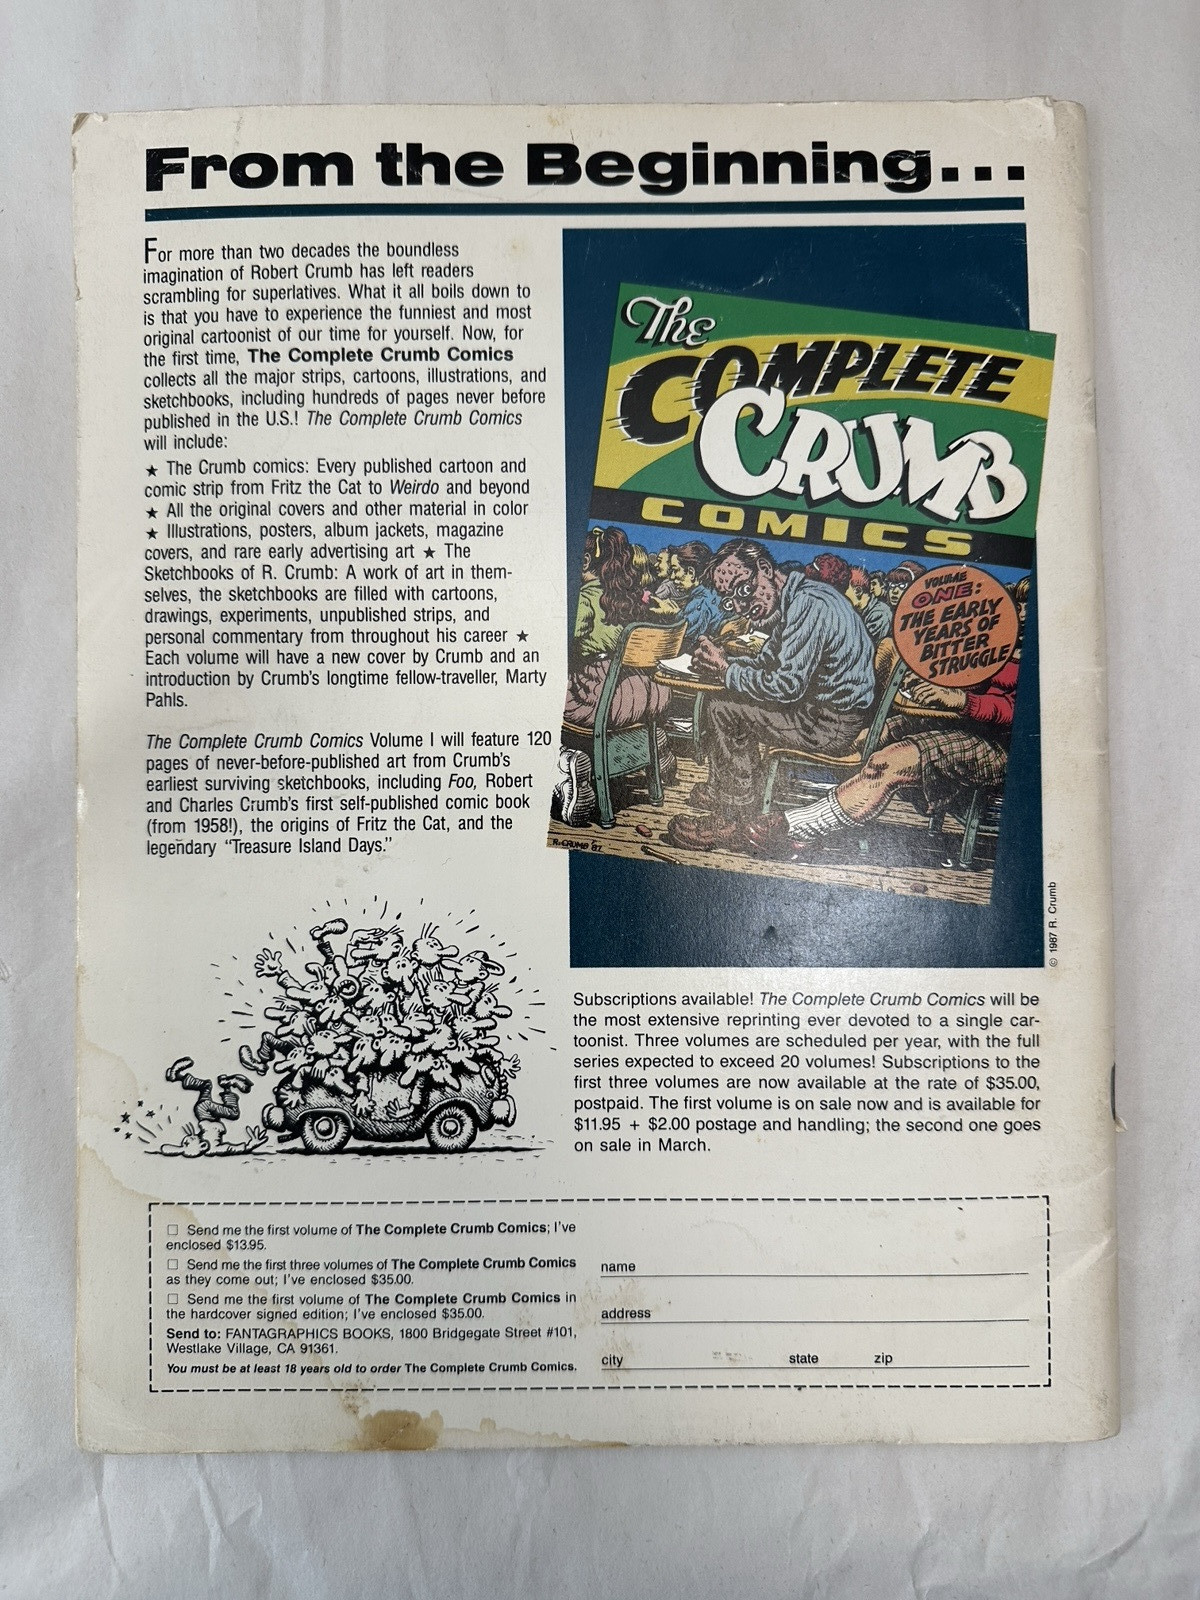 From the Beginning...
For more than two decades the boundless
imagination of Robert Crumb has left readers
scrambling for superlatives. What it all boils down to
is that you have to experience the funniest and most
original cartoonist of our time for yourself. Now, for
the first time, The Complete Crumb Comics
collects all the major strips, cartoons, illustrations, and
sketchbooks, including hundreds of pages never before
published in the U.S.! The Complete Crumb Comics
will include:
★ The Crumb comics: Every published cartoon and
comic strip from Fritz the Cat to Weirdo and beyond
★ All the original covers and other material in color
★ Illustrations, posters, album jackets, magazine
covers, and rare early advertising art ★ The
Sketchbooks of R. Crumb: A work of art in them-
selves, the sketchbooks are filled with cartoons,
drawings, experiments, unpublished strips, and
personal commentary from throughout his career ★
Each volume will have a new cover by Crumb and an
introduction by Crumb's longtime fellow-traveller, Marty
Pahls.
The Complete Crumb Comics Volume I will feature 120
pages of never-before-published art from Crumb's
earliest surviving sketchbooks, including Foo, Robert
and Charles Crumb's first self-published comic book
(from 1958!), the origins of Fritz the Cat, and the
legendary “Treasure Island Days.”
The
COMPLETE
CRUMB
COMICS
VOLUME
ONE:
THE EARLY
YEARS OF
BITTER
STRUGGLE
R. CRUMB '87
© 1987 R. Crumb
Subscriptions available! The Complete Crumb Comics will be
the most extensive reprinting ever devoted to a single car-
toonist. Three volumes are scheduled per year, with the full
series expected to exceed 20 volumes! Subscriptions to the
first three volumes are now available at the rate of $35.00,
postpaid. The first volume is on sale now and is available for
$11.95 + $2.00 postage and handling; the second one goes
on sale in March.
☐ Send me the first volume of The Complete Crumb Comics; I've
enclosed $13.95.
☐ Send me the first three volumes of The Complete Crumb Comics
as they come out; I've enclosed $35.00.
☐ Send me the first volume of The Complete Crumb Comics in
the hardcover signed edition; I've enclosed $35.00.
Send to: FANTAGRAPHICS BOOKS, 1800 Bridgegate Street #101,
Westlake Village, CA 91361.
You must be at least 18 years old to order The Complete Crumb Comics.
name
address
city state zip